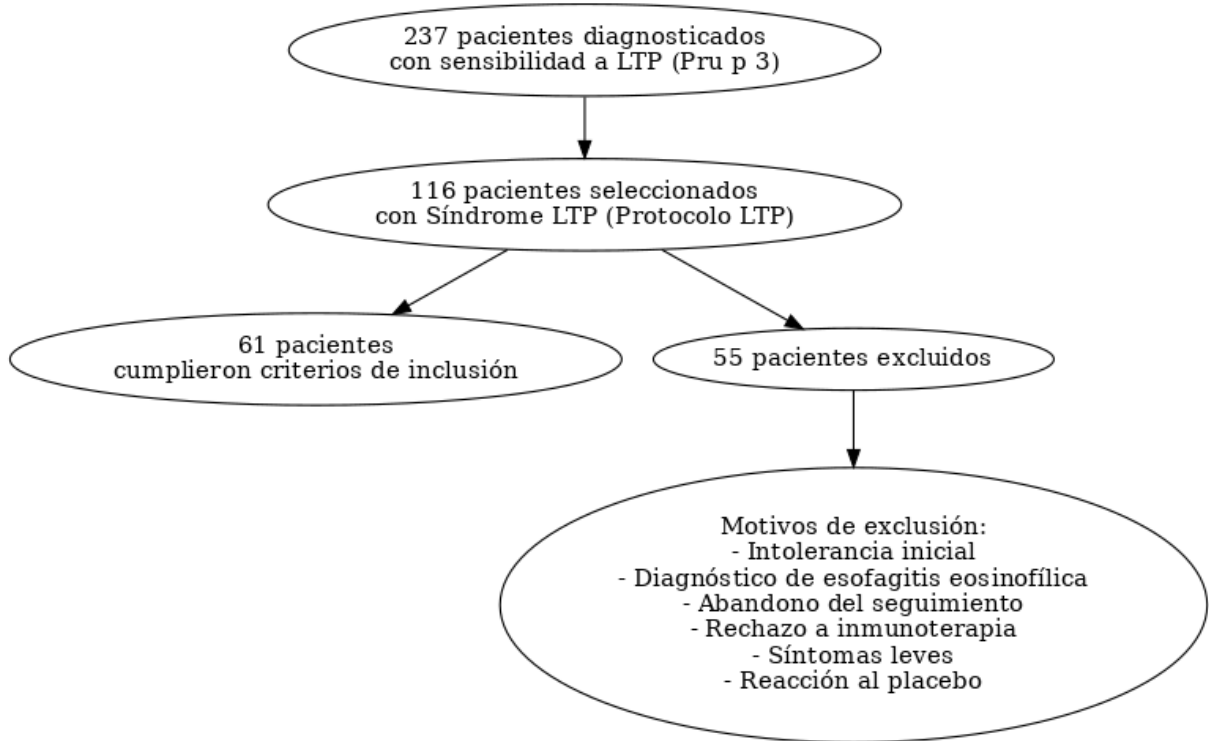 237 pacientes diagnosticados
con sensibilidad a LTP (Pru p 3)
116 pacientes seleccionados
con Síndrome LTP (Protocolo LTP)
61 pacientes
cumplieron criterios de inclusión
55 pacientes excluidos
Motivos de exclusión:
- Intolerancia inicial
- Diagnóstico de esofagitis eosinofílica
- Abandono del seguimiento
- Rechazo a inmunoterapia
- Síntomas leves
- Reacción al placebo